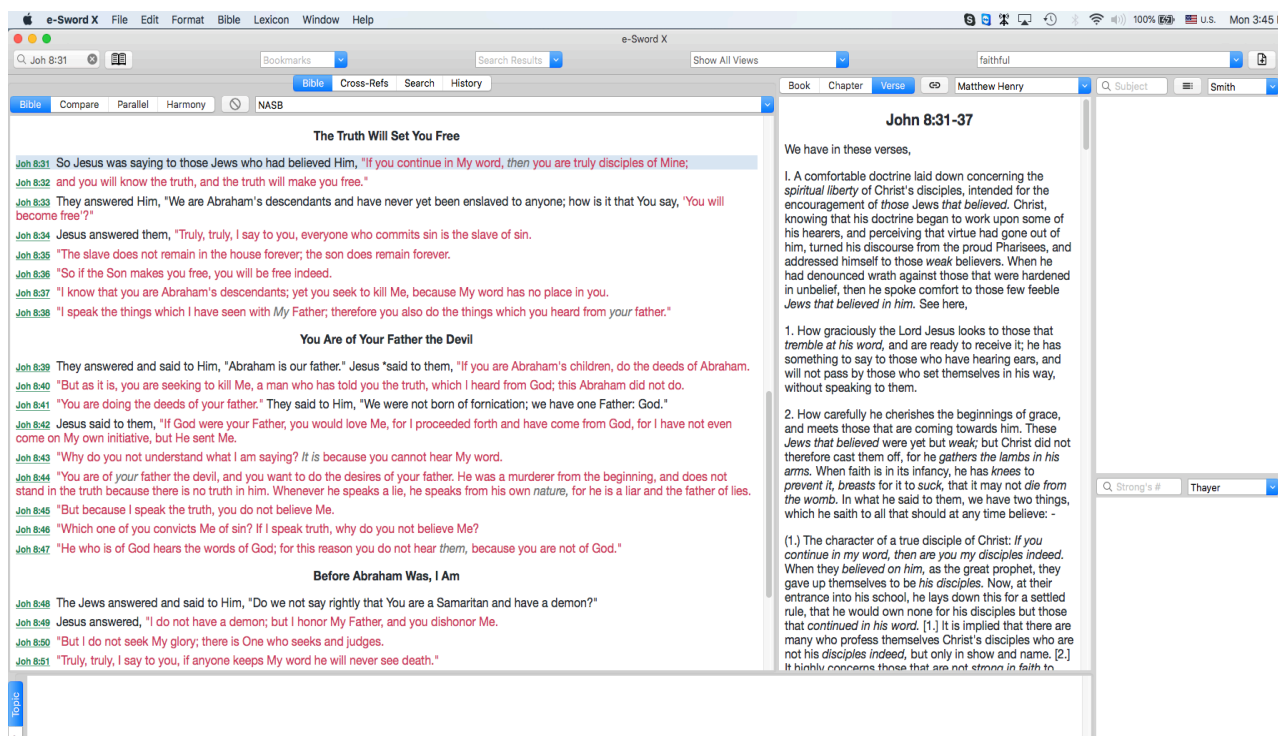 e-Sword X File Edit Format Bible Lexicon Window Help
100% U.S. Mon 3:45
e-Sword X
Joh 8:31 Bookmarks Search Results Show All Views faithful
Bible Cross-Refs Search History
Bible Compare Parallel Harmony NASB
The Truth Will Set You Free
Joh 8:31 So Jesus was saying to those Jews who had believed Him, "If you continue in My word, then you are truly disciples of Mine;
Joh 8:32 and you will know the truth, and the truth will make you free."
Joh 8:33 They answered Him, "We are Abraham's descendants and have never yet been enslaved to anyone; how is it that You say, 'You will
become free'?"
Joh 8:34 Jesus answered them, "Truly, truly, I say to you, everyone who commits sin is the slave of sin.
Joh 8:35 "The slave does not remain in the house forever; the son does remain forever.
Joh 8:36 "So if the Son makes you free, you will be free indeed.
Joh 8:37 "I know that you are Abraham's descendants; yet you seek to kill Me, because My word has no place in you.
Joh 8:38 "I speak the things which I have seen with My Father; therefore you also do the things which you heard from your father."
You Are of Your Father the Devil
Joh 8:39 They answered and said to Him, "Abraham is our father." Jesus *said to them, "If you are Abraham's children, do the deeds of Abraham.
Joh 8:40 "But as it is, you are seeking to kill Me, a man who has told you the truth, which I heard from God; this Abraham did not do.
Joh 8:41 "You are doing the deeds of your father." They said to Him, "We were not born of fornication; we have one Father: God."
Joh 8:42 Jesus said to them, "If God were your Father, you would love Me, for I proceeded forth and have come from God, for I have not even
come on My own initiative, but He sent Me.
Joh 8:43 "Why do you not understand what I am saying? It is because you cannot hear My word.
Joh 8:44 "You are of your father the devil, and you want to do the desires of your father. He was a murderer from the beginning, and does not
stand in the truth because there is no truth in him. Whenever he speaks a lie, he speaks from his own nature, for he is a liar and the father of lies.
Joh 8:45 "But because I speak the truth, you do not believe Me.
Joh 8:46 "Which one of you convicts Me of sin? If I speak truth, why do you not believe Me?
Joh 8:47 "He who is of God hears the words of God; for this reason you do not hear them, because you are not of God."
Before Abraham Was, I Am
Joh 8:48 The Jews answered and said to Him, "Do we not say rightly that You are a Samaritan and have a demon?"
Joh 8:49 Jesus answered, "I do not have a demon; but I honor My Father, and you dishonor Me.
Joh 8:50 "But I do not seek My glory; there is One who seeks and judges.
Joh 8:51 "Truly, truly, I say to you, if anyone keeps My word he will never see death."
Topic
Book Chapter Verse Matthew Henry
John 8:31-37
We have in these verses,
I. A comfortable doctrine laid down concerning the
spiritual liberty of Christ's disciples, intended for the
encouragement of those Jews that believed. Christ,
knowing that his doctrine began to work upon some of
his hearers, and perceiving that virtue had gone out of
him, turned his discourse from the proud Pharisees, and
addressed himself to those weak believers. When he
had denounced wrath against those that were hardened
in unbelief, then he spoke comfort to those few feeble
Jews that believed in him. See here,
1. How graciously the Lord Jesus looks to those that
tremble at his word, and are ready to receive it; he has
something to say to those who have hearing ears, and
will not pass by those who set themselves in his way,
without speaking to them.
2. How carefully he cherishes the beginnings of grace,
and meets those that are coming towards him. These
Jews that believed were yet but weak; but Christ did not
therefore cast them off, for he gathers the lambs in his
arms. When faith is in its infancy, he has knees to
prevent it, breasts for it to suck, that it may not die from
the womb. In what he said to them, we have two things,
which he saith to all that should at any time believe: -
(1.) The character of a true disciple of Christ: If you
continue in my word, then are you my disciples indeed.
When they believed on him, as the great prophet, they
gave up themselves to be his disciples. Now, at their
entrance into his school, he lays down this for a settled
rule, that he would own none for his disciples but those
that continued in his word. [1.] It is implied that there are
many who profess themselves Christ's disciples who are
not his disciples indeed, but only in show and name. [2.]
It highly concerns those that are not strong in faith to
Subject Smith
Strong's # Thayer